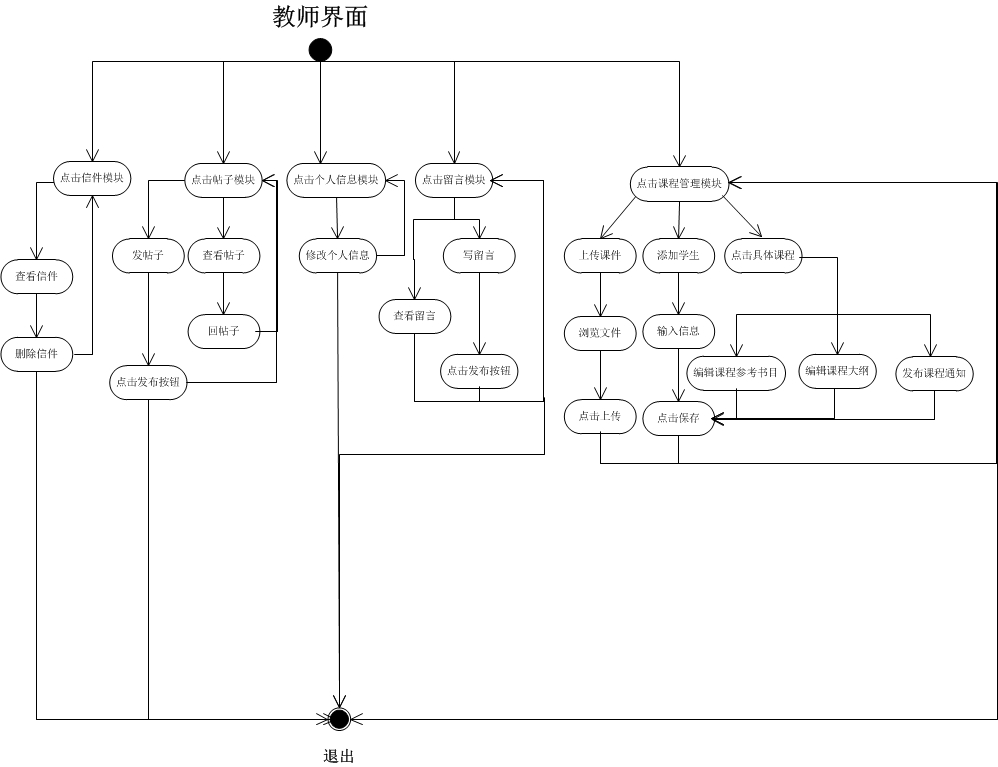 教师界面
点击信件模块
点击帖子模块
点击个人信息模块
点击留言模块
点击课程管理模块
查看信件
发帖子
查看帖子
修改个人信息
写留言
上传课件
添加学生
点击具体课程
删除信件
回帖子
查看留言
浏览文件
输入信息
点击发布按钮
点击发布按钮
编辑课程参考书目
编辑课程大纲
发布课程通知
点击上传
点击保存
退出